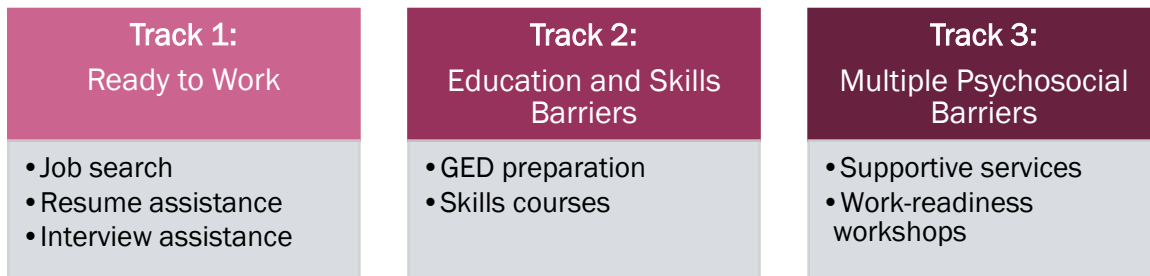 Track 1:
Ready to Work
• Job search
• Resume assistance
• Interview assistance
Track 2:
Education and Skills
Barriers
• GED preparation
• Skills courses
Track 3:
Multiple Psychosocial
Barriers
• Supportive services
• Work-readiness
workshops